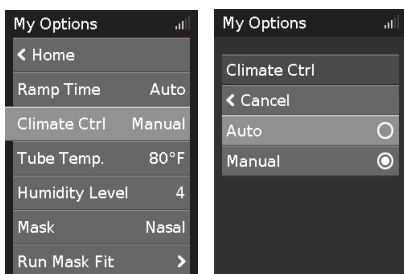 My Options
< Home
Ramp Time Auto
Climate Ctrl Manual
Tube Temp. 80°F
Humidity Level 4
Mask Nasal
Run Mask Fit >
My Options
Climate Ctrl
< Cancel
Auto
Manual